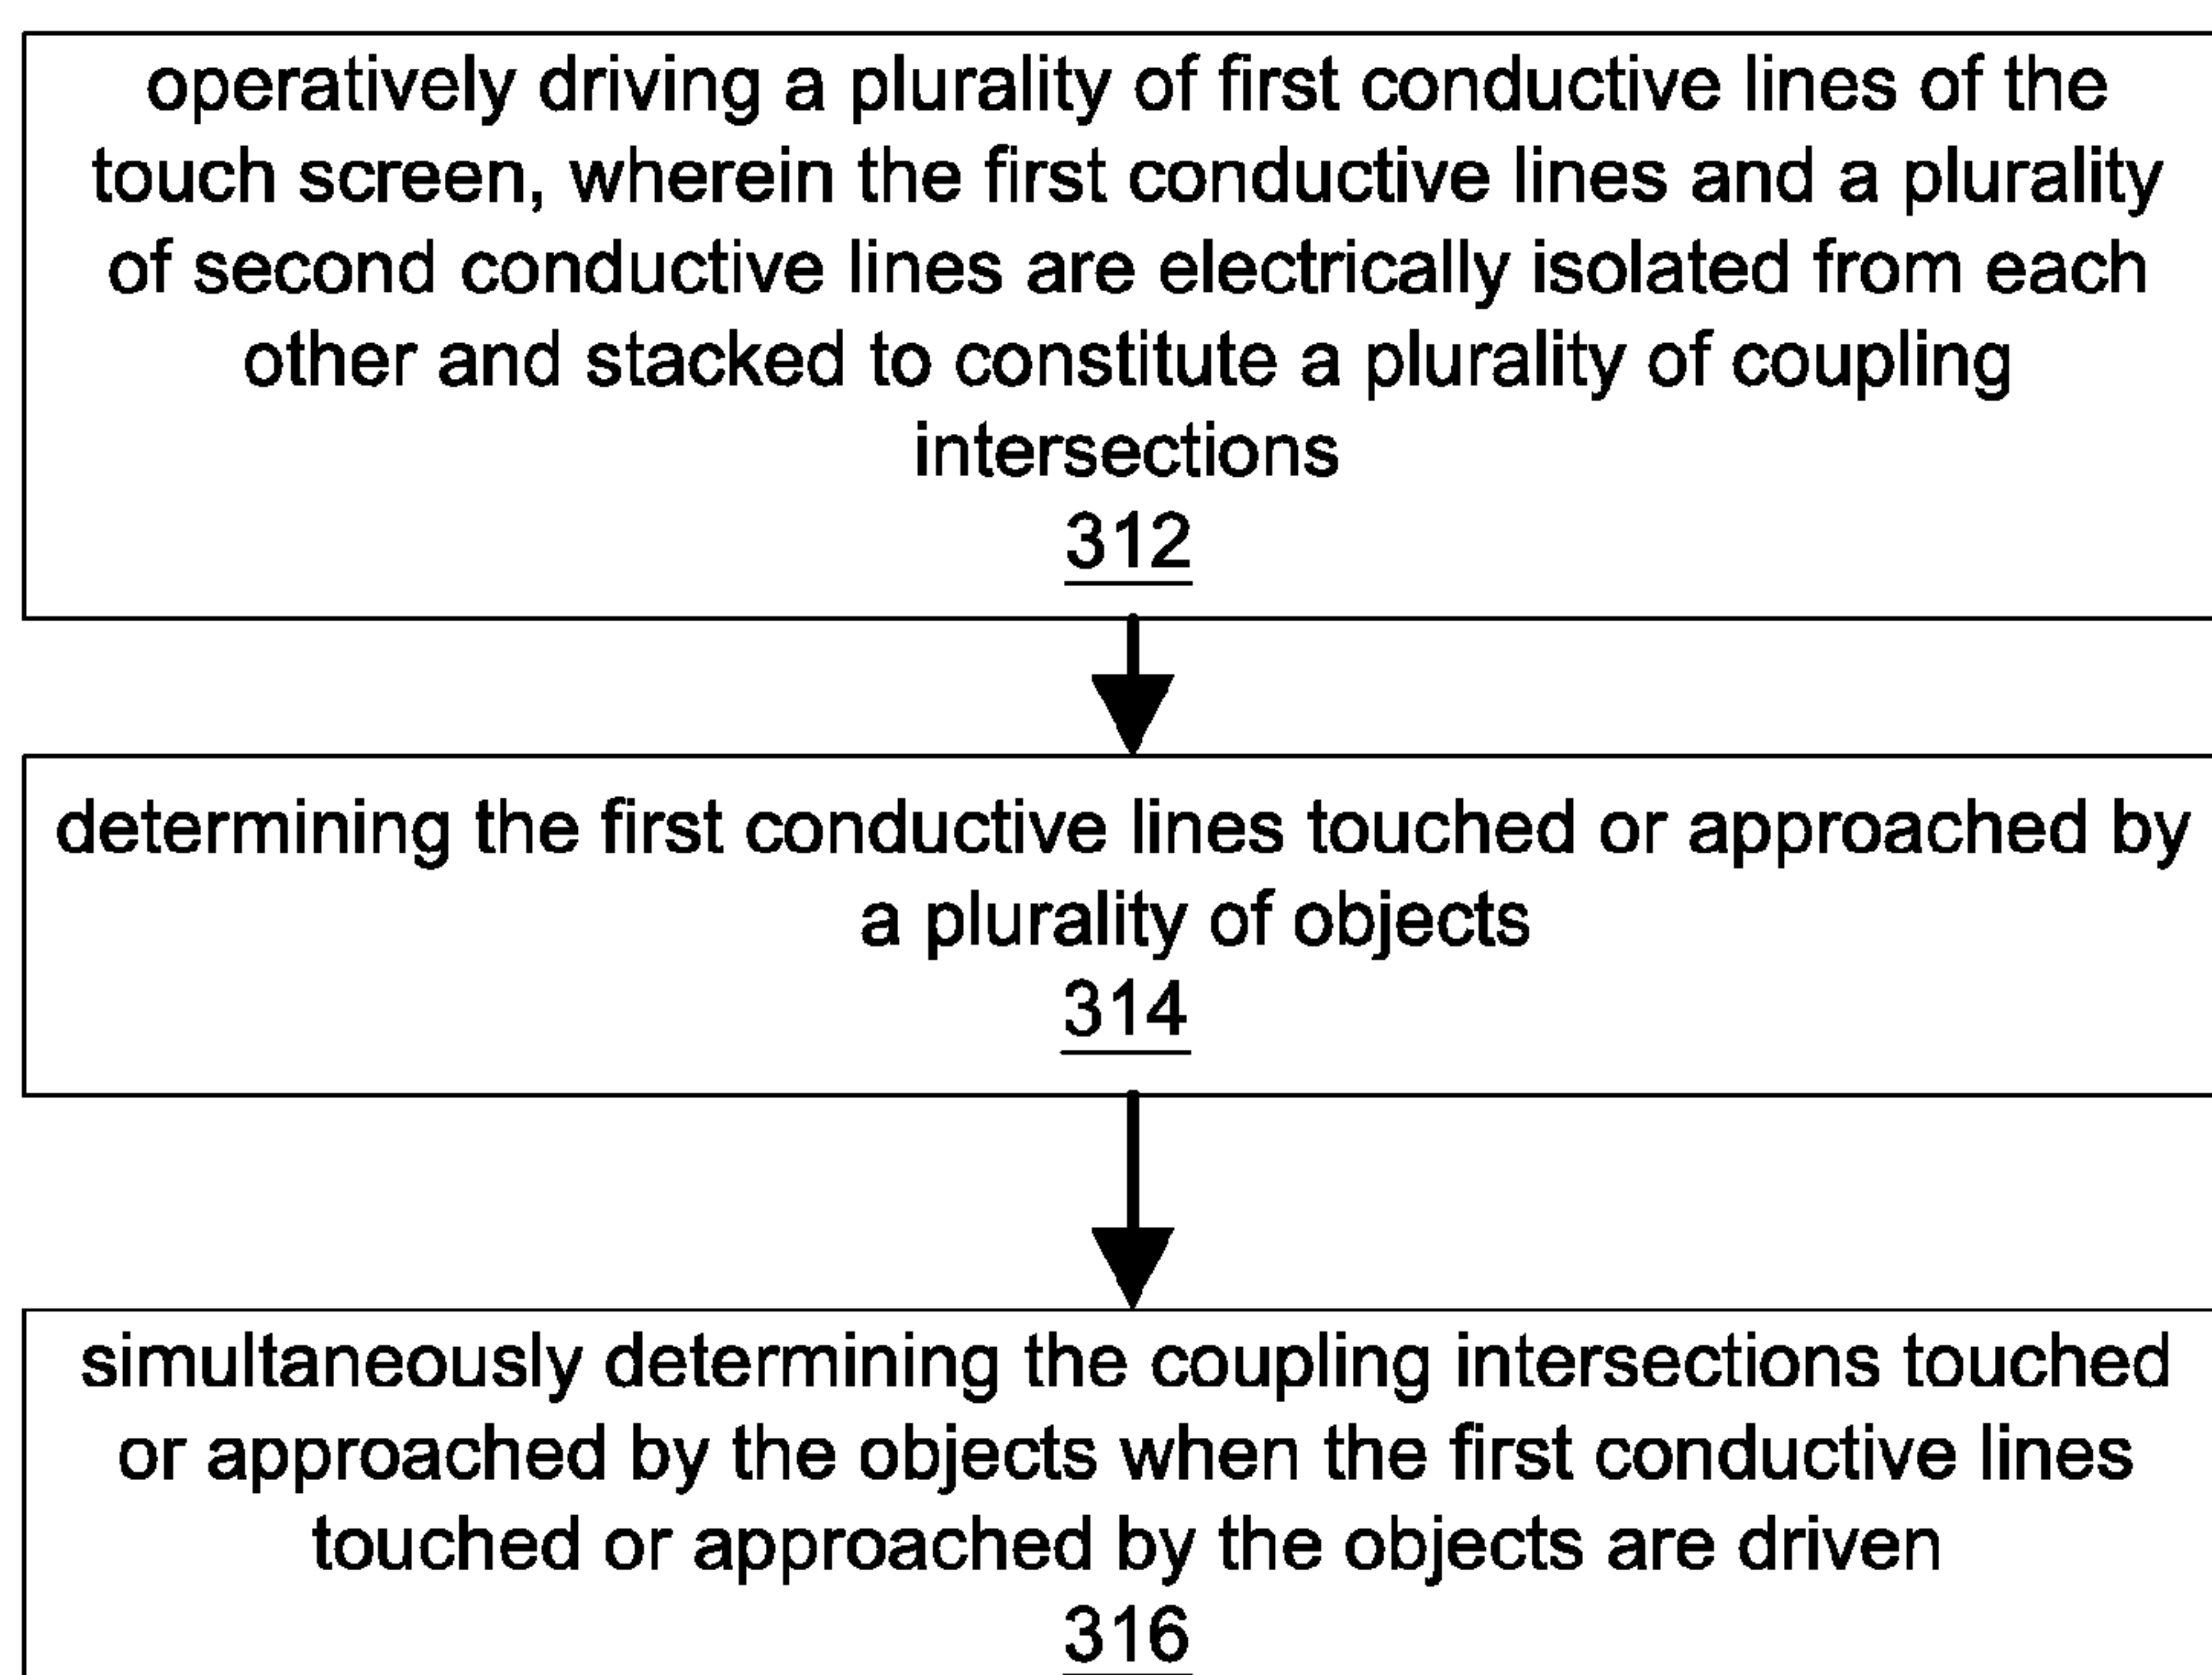 operatively driving a plurality of first conductive lines of the
touch screen, wherein the first conductive lines and a plurality
of second conductive lines are electrically isolated from each
other and stacked to constitute a plurality of coupling
intersections
312
determining the first conductive lines touched or approached by
a plurality of objects
314
simultaneously determining the coupling intersections touched
or approached by the objects when the first conductive lines
touched or approached by the objects are driven
316